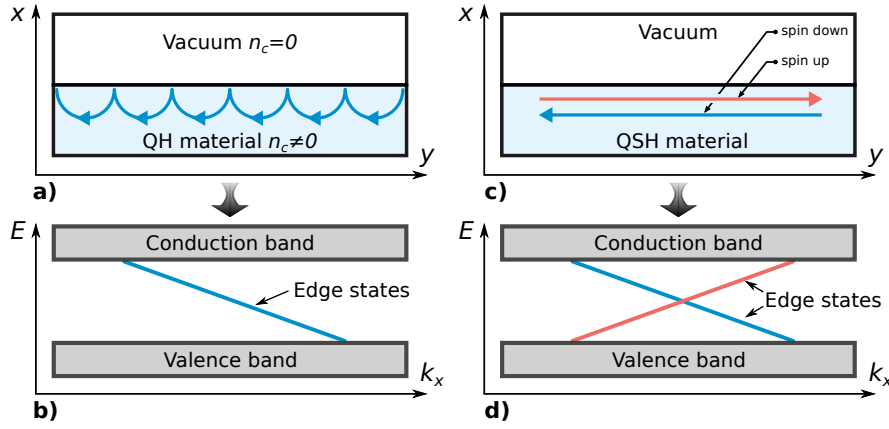 x
Vacuum n_c=0
QH material n_c≠0
y
a)
x
Vacuum
spin down
spin up
QSH material
y
c)
E
Conduction band
Edge states
Valence band
k_x
b)
E
Conduction band
Edge states
Valence band
k_x
d)